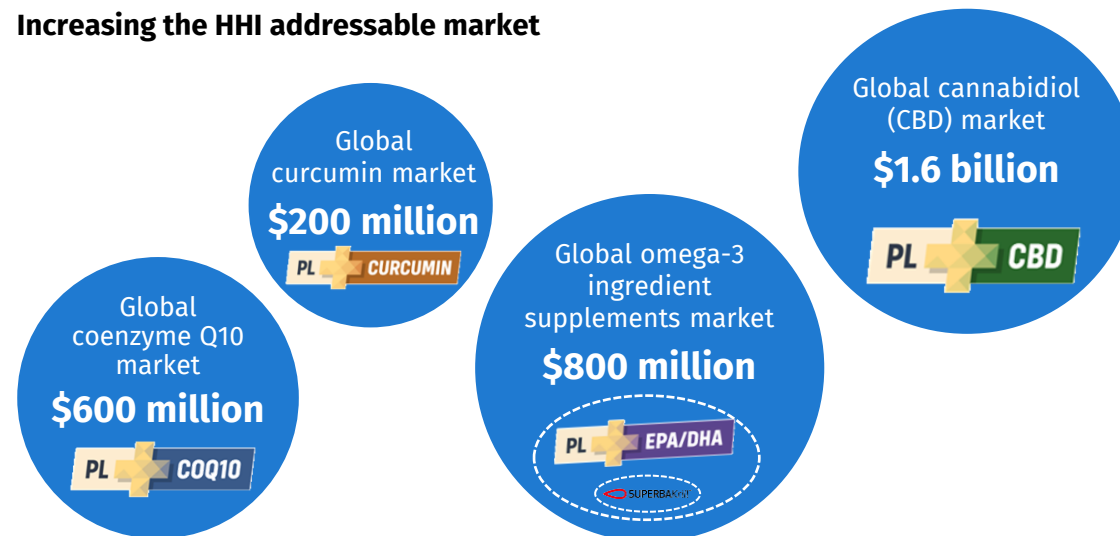 Increasing the HHI addressable market
Global
coenzyme Q10
market
$600 million
PL COQ10
Global
curcumin market
$200 million
PL CURCUMIN
Global omega-3
ingredient
supplements market
$800 million
PL EPA/DHA
Global cannabidiol
(CBD) market
$1.6 billion
PL CBD